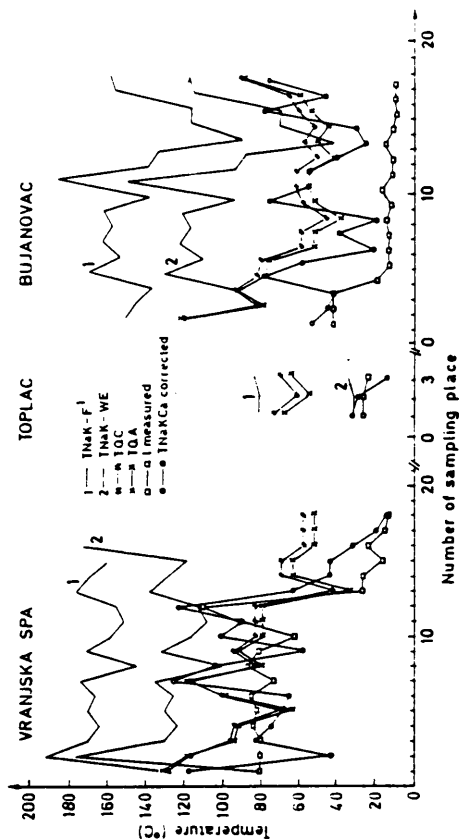 VRANJSKA SPA
TOPLAC
BUJANOVAC
1 TNaK-F¹
2 TNaK-WE
TQC
TQA
t measured
TNaKCa corrected
1
2
1
2
1
2
Temperature (°C)
200
180
160
140
120
100
80
60
40
20
0
10
20
0
3
0
10
20
Number of sampling place